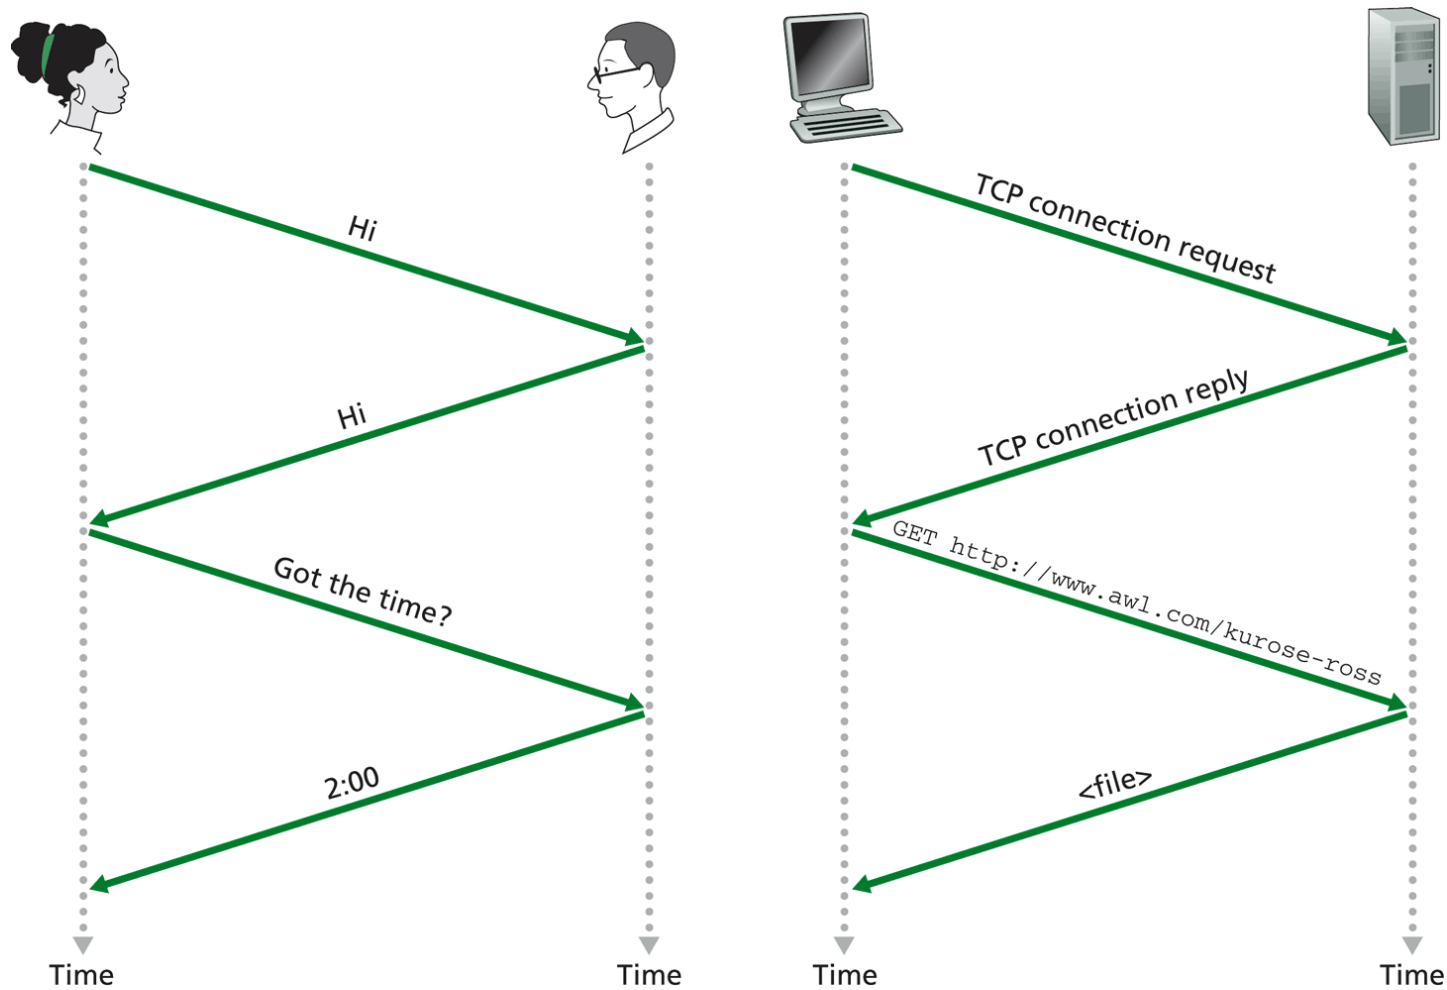 Hi
Hi
Got the time?
2:00
Time
Time
TCP connection request
TCP connection reply
GET http://www.awl.com/kurose-ross
<file>
Time
Time